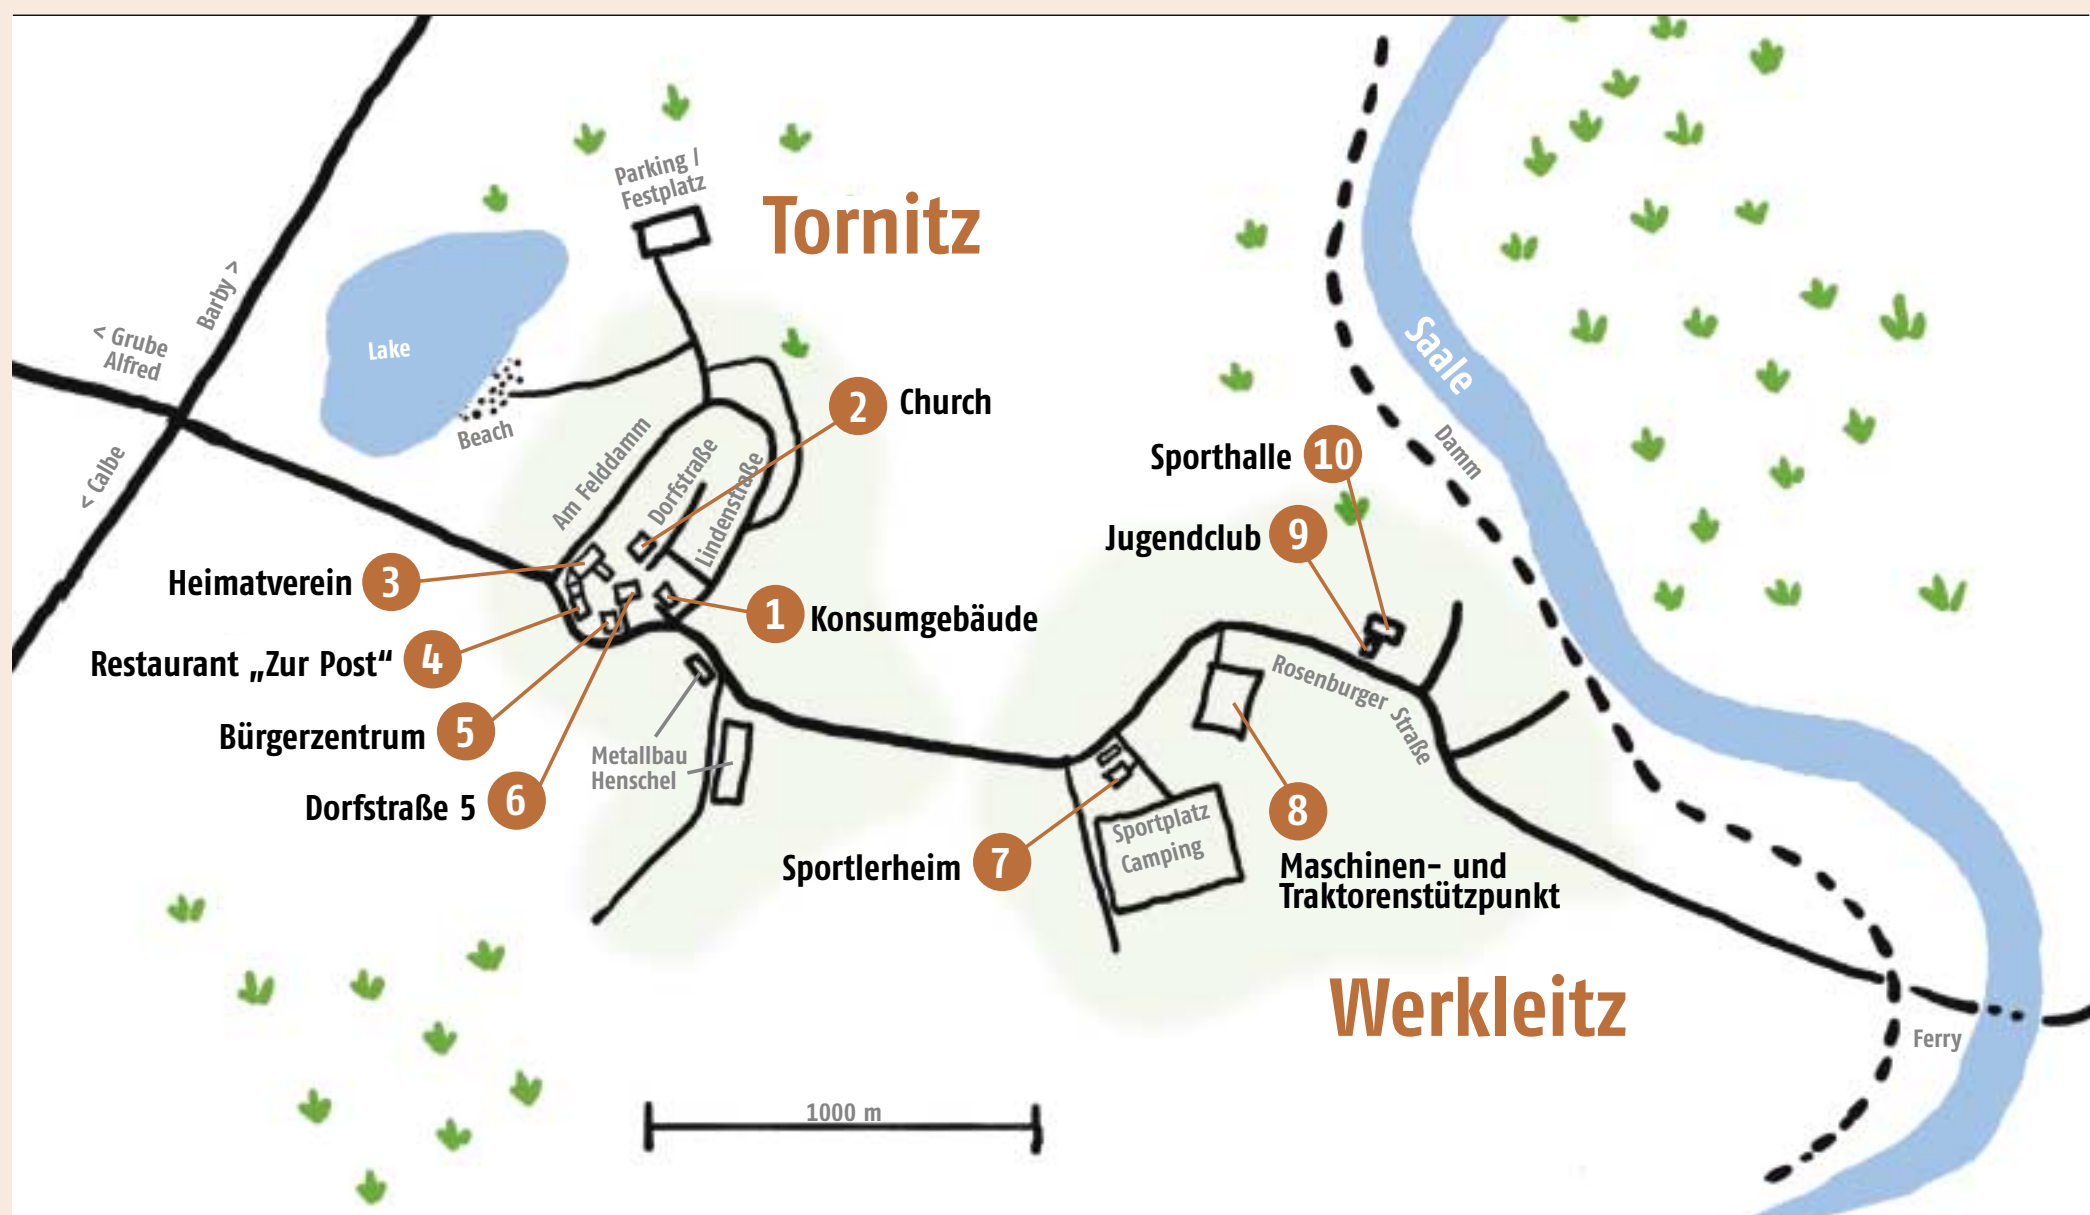 Parking /
Festplatz
Tornitz
Barby >
< Grube
Alfred
Lake
Beach
< Calbe
Am Felddamm
Dorfstraße
Lindenstraße
2 Church
Saale
Damm
Sporthalle 10
Jugendclub 9
Heimatverein 3
1 Konsumgebäude
Restaurant „Zur Post“ 4
Bürgerzentrum 5
Metallbau
Henschel
Dorfstraße 5 6
Rosenburger Straße
Sportplatz
Camping
Sportlerheim 7
8
Maschinen- und
Traktorenstützpunkt
Werkleitz
Ferry
1000 m